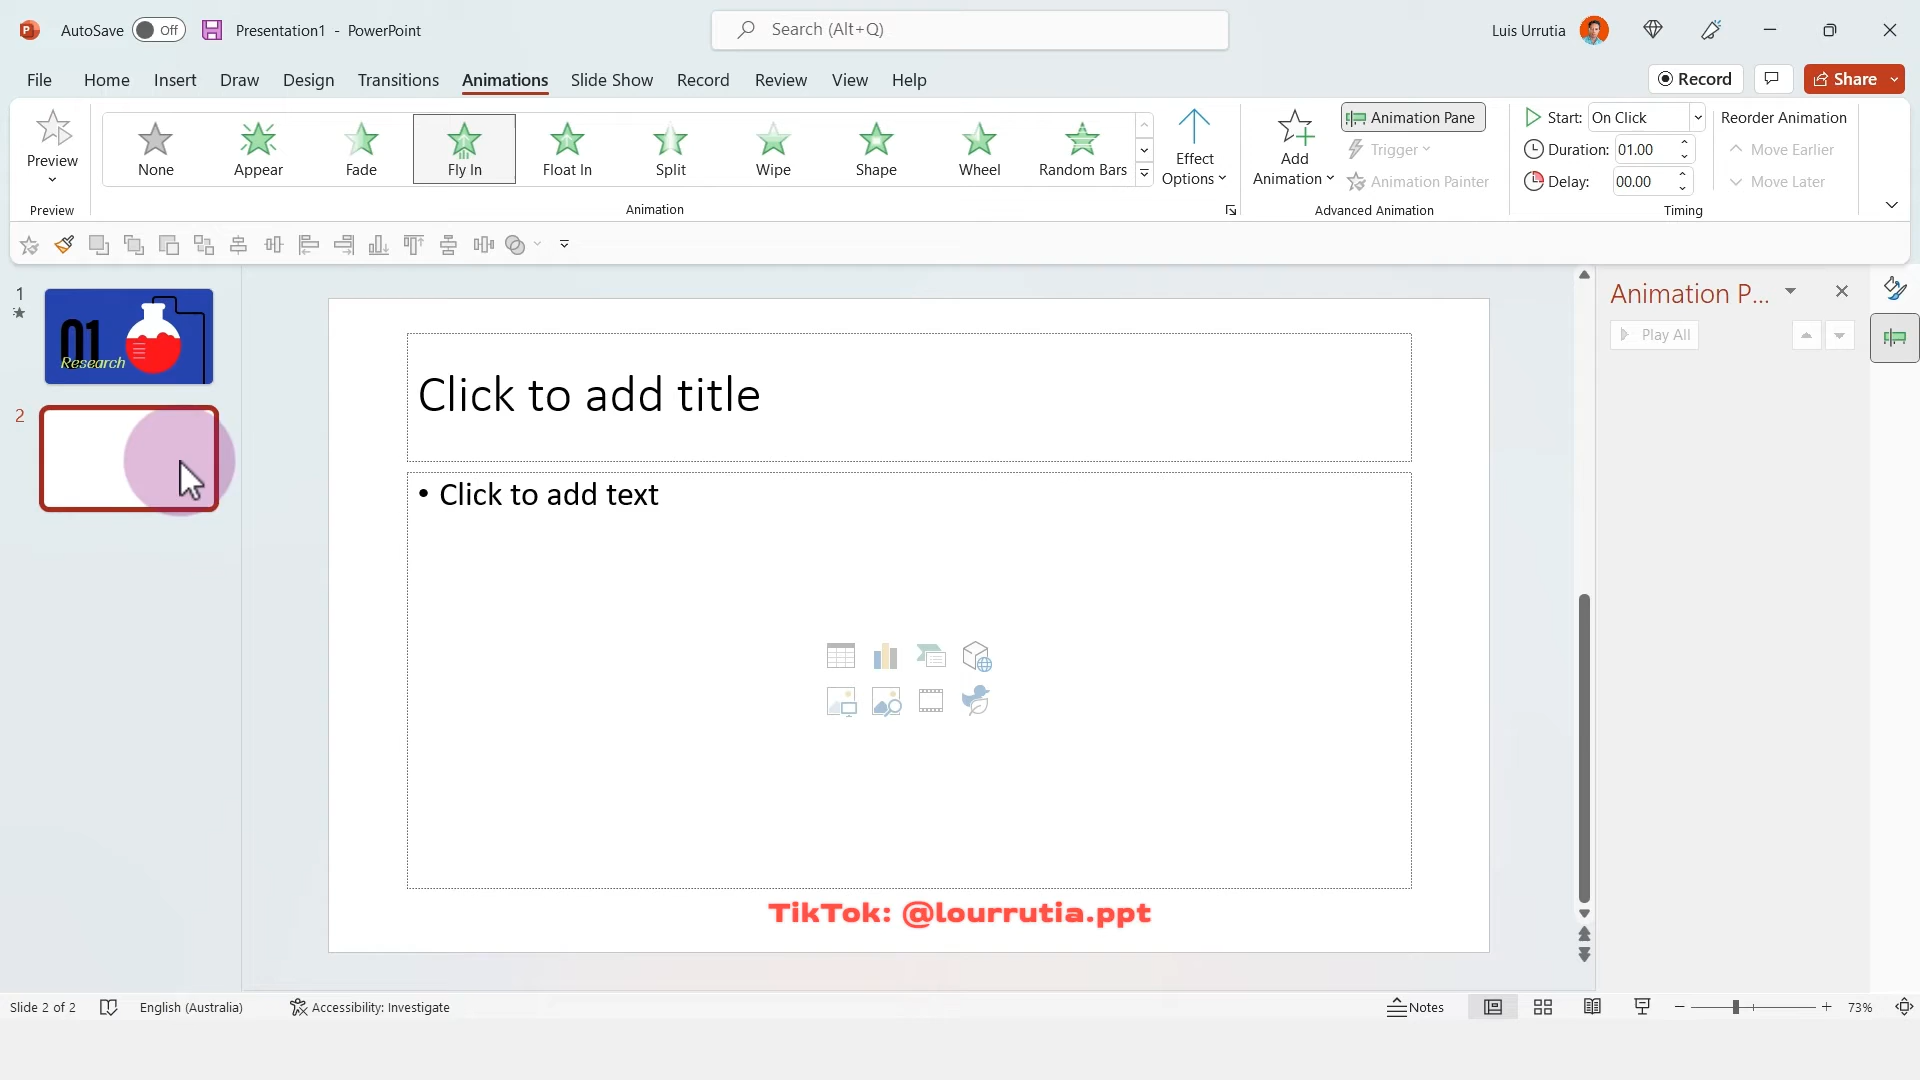 AutoSave Off Presentation1 - PowerPoint Search (Alt+Q) Luis Urrutia
File Home Insert Draw Design Transitions Animations Slide Show Record Review View Help Record Share
Preview
None Appear Fade Fly In Float In Split Wipe Shape Wheel Random Bars
Effect Options
Add Animation
Animation Pane
Trigger
Animation Painter
Start: On Click
Duration: 01.00
Delay: 00.00
Reorder Animation
Move Earlier
Move Later
Preview Animation Advanced Animation Timing
1
01
Research
2
Click to add title
• Click to add text
TikTok: @lourrutia.ppt
Animation P...
Play All
Slide 2 of 2 English (Australia) Accessibility: Investigate Notes 73%